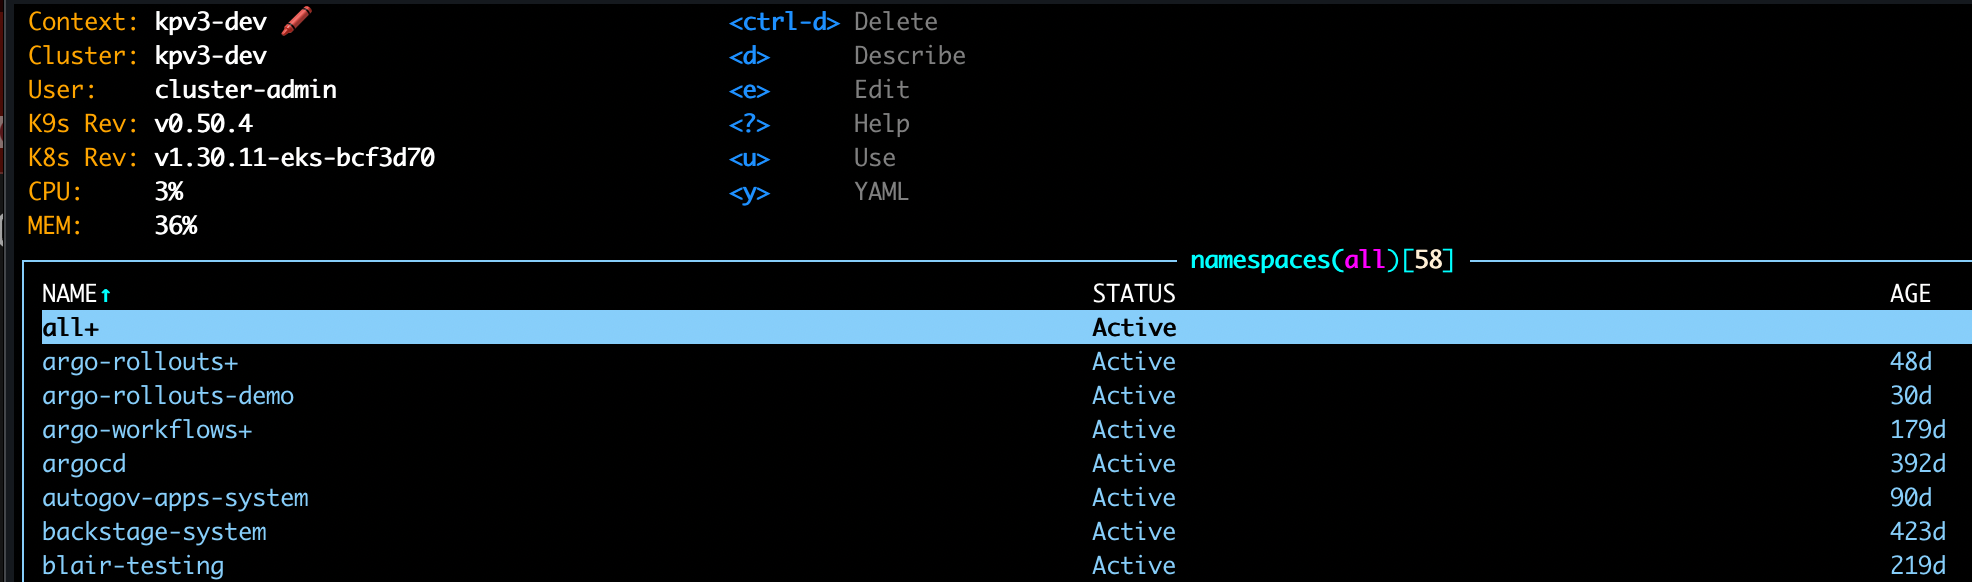 Context: kpv3-dev 🖍 <ctrl-d> Delete
Cluster: kpv3-dev <d> Describe
User: cluster-admin <e> Edit
K9s Rev: v0.50.4 <?> Help
K8s Rev: v1.30.11-eks-bcf3d70 <u> Use
CPU: 3% <y> YAML
MEM: 36%
namespaces(all)[58]
NAME↑ STATUS AGE
all+ Active
argo-rollouts+ Active 48d
argo-rollouts-demo Active 30d
argo-workflows+ Active 179d
argocd Active 392d
autogov-apps-system Active 90d
backstage-system Active 423d
blair-testing Active 219d